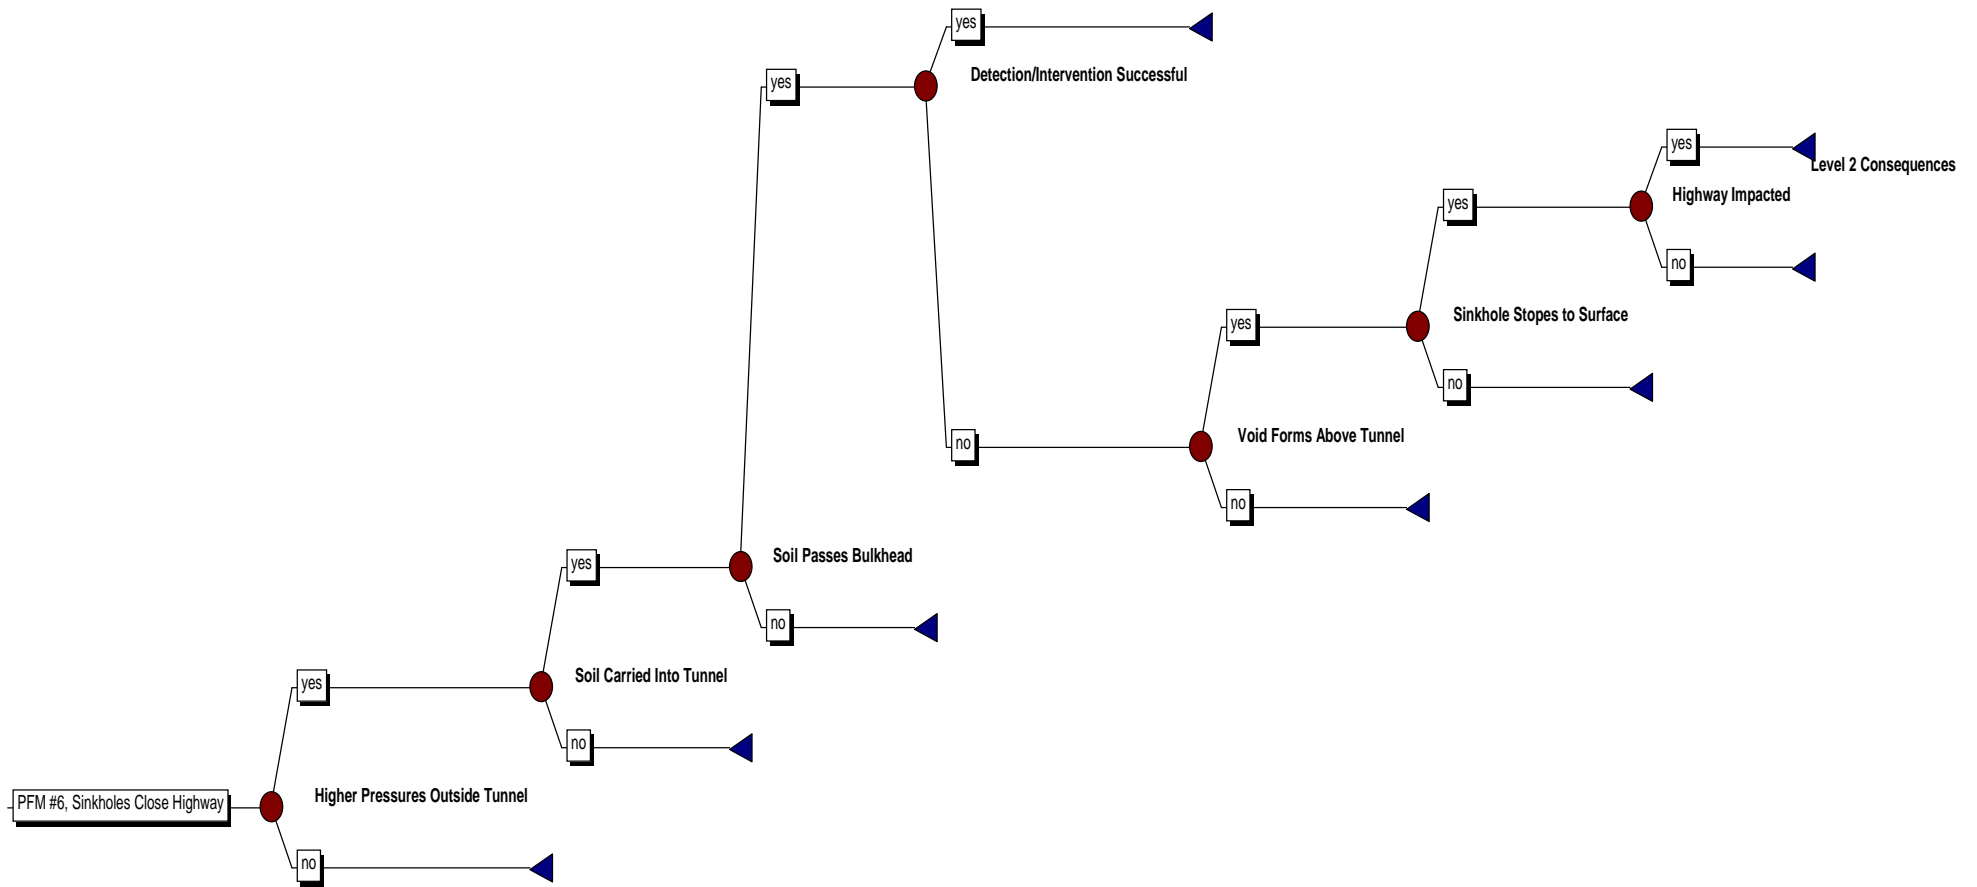 yes
Detection/Intervention Successful
yes
yes
Level 2 Consequences
Highway Impacted
yes
no
Sinkhole Stopes to Surface
yes
no
Void Forms Above Tunnel
no
no
Soil Passes Bulkhead
yes
no
Soil Carried Into Tunnel
yes
no
Higher Pressures Outside Tunnel
PFM #6, Sinkholes Close Highway
no